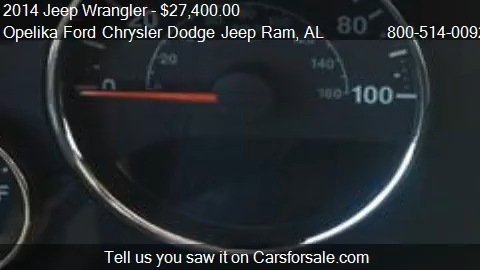 2014 Jeep Wrangler - $27,400.00
Opelika Ford Chrysler Dodge Jeep Ram, AL 800-514-0092
80
20
140
0
160
100
F
Tell us you saw it on Carsforsale.com